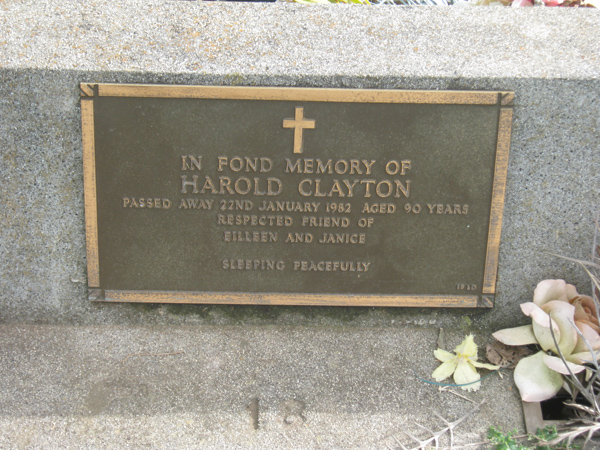 IN FOND MEMORY OF
HAROLD CLAYTON
PASSED AWAY 22ND JANUARY 1982 AGED 90 YEARS
RESPECTED FRIEND OF
EILLEEN AND JANICE
SLEEPING PEACEFULLY
18